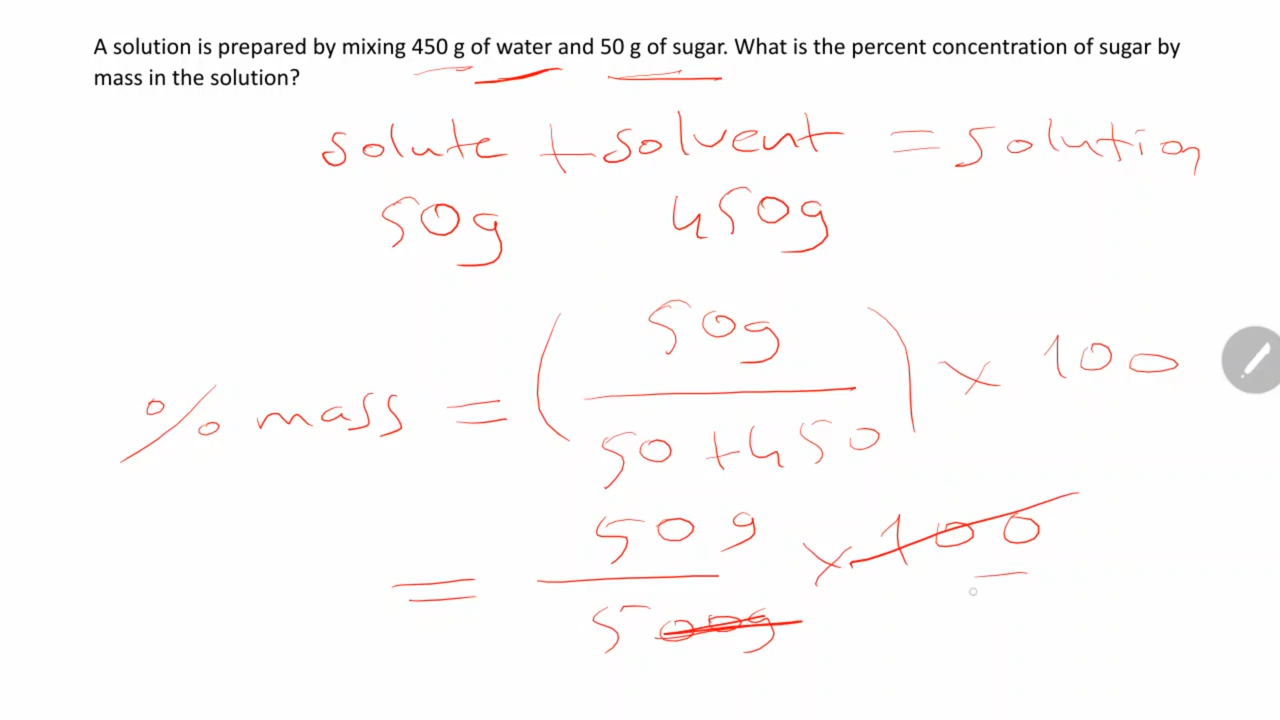 A solution is prepared by mixing 450 g of water and 50 g of sugar. What is the percent concentration of sugar by
mass in the solution?
solute + solvent = solution
50g 450g
% mass = ( 50g / 50 + 450 ) × 100
= 50 g / 500g × 100